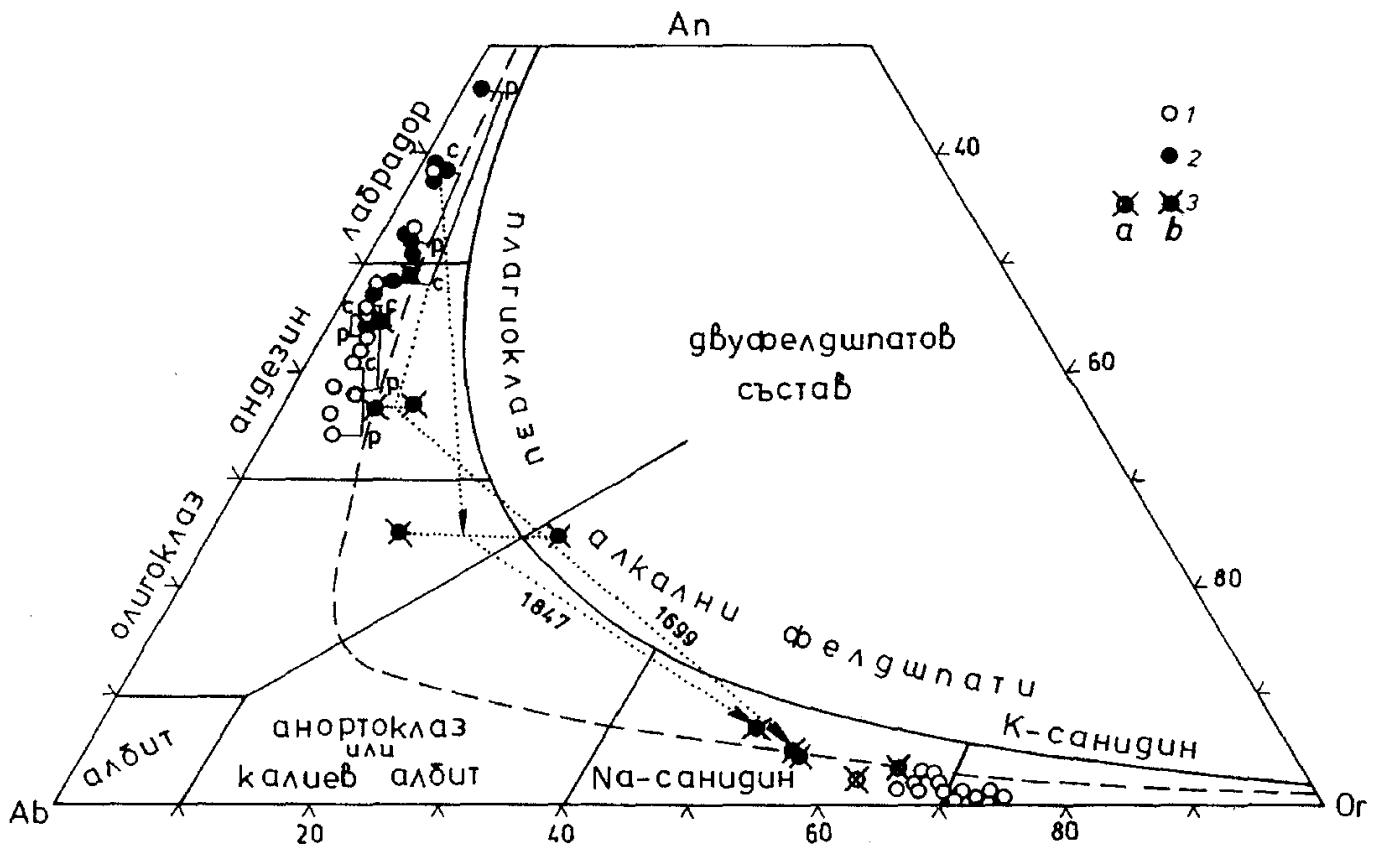 An
1
2
3
a
b
40
60
80
лабрадор
андезин
олигоклаз
албит
p
c
p
c
c
c
p
c
p
p
плагиоклази
двуфелдшпатов
състав
алкални фелдшпати
1847
1699
анортоклаз
или
калиев албит
Na-санидин
K-санидин
Ab
Or
20
40
60
80